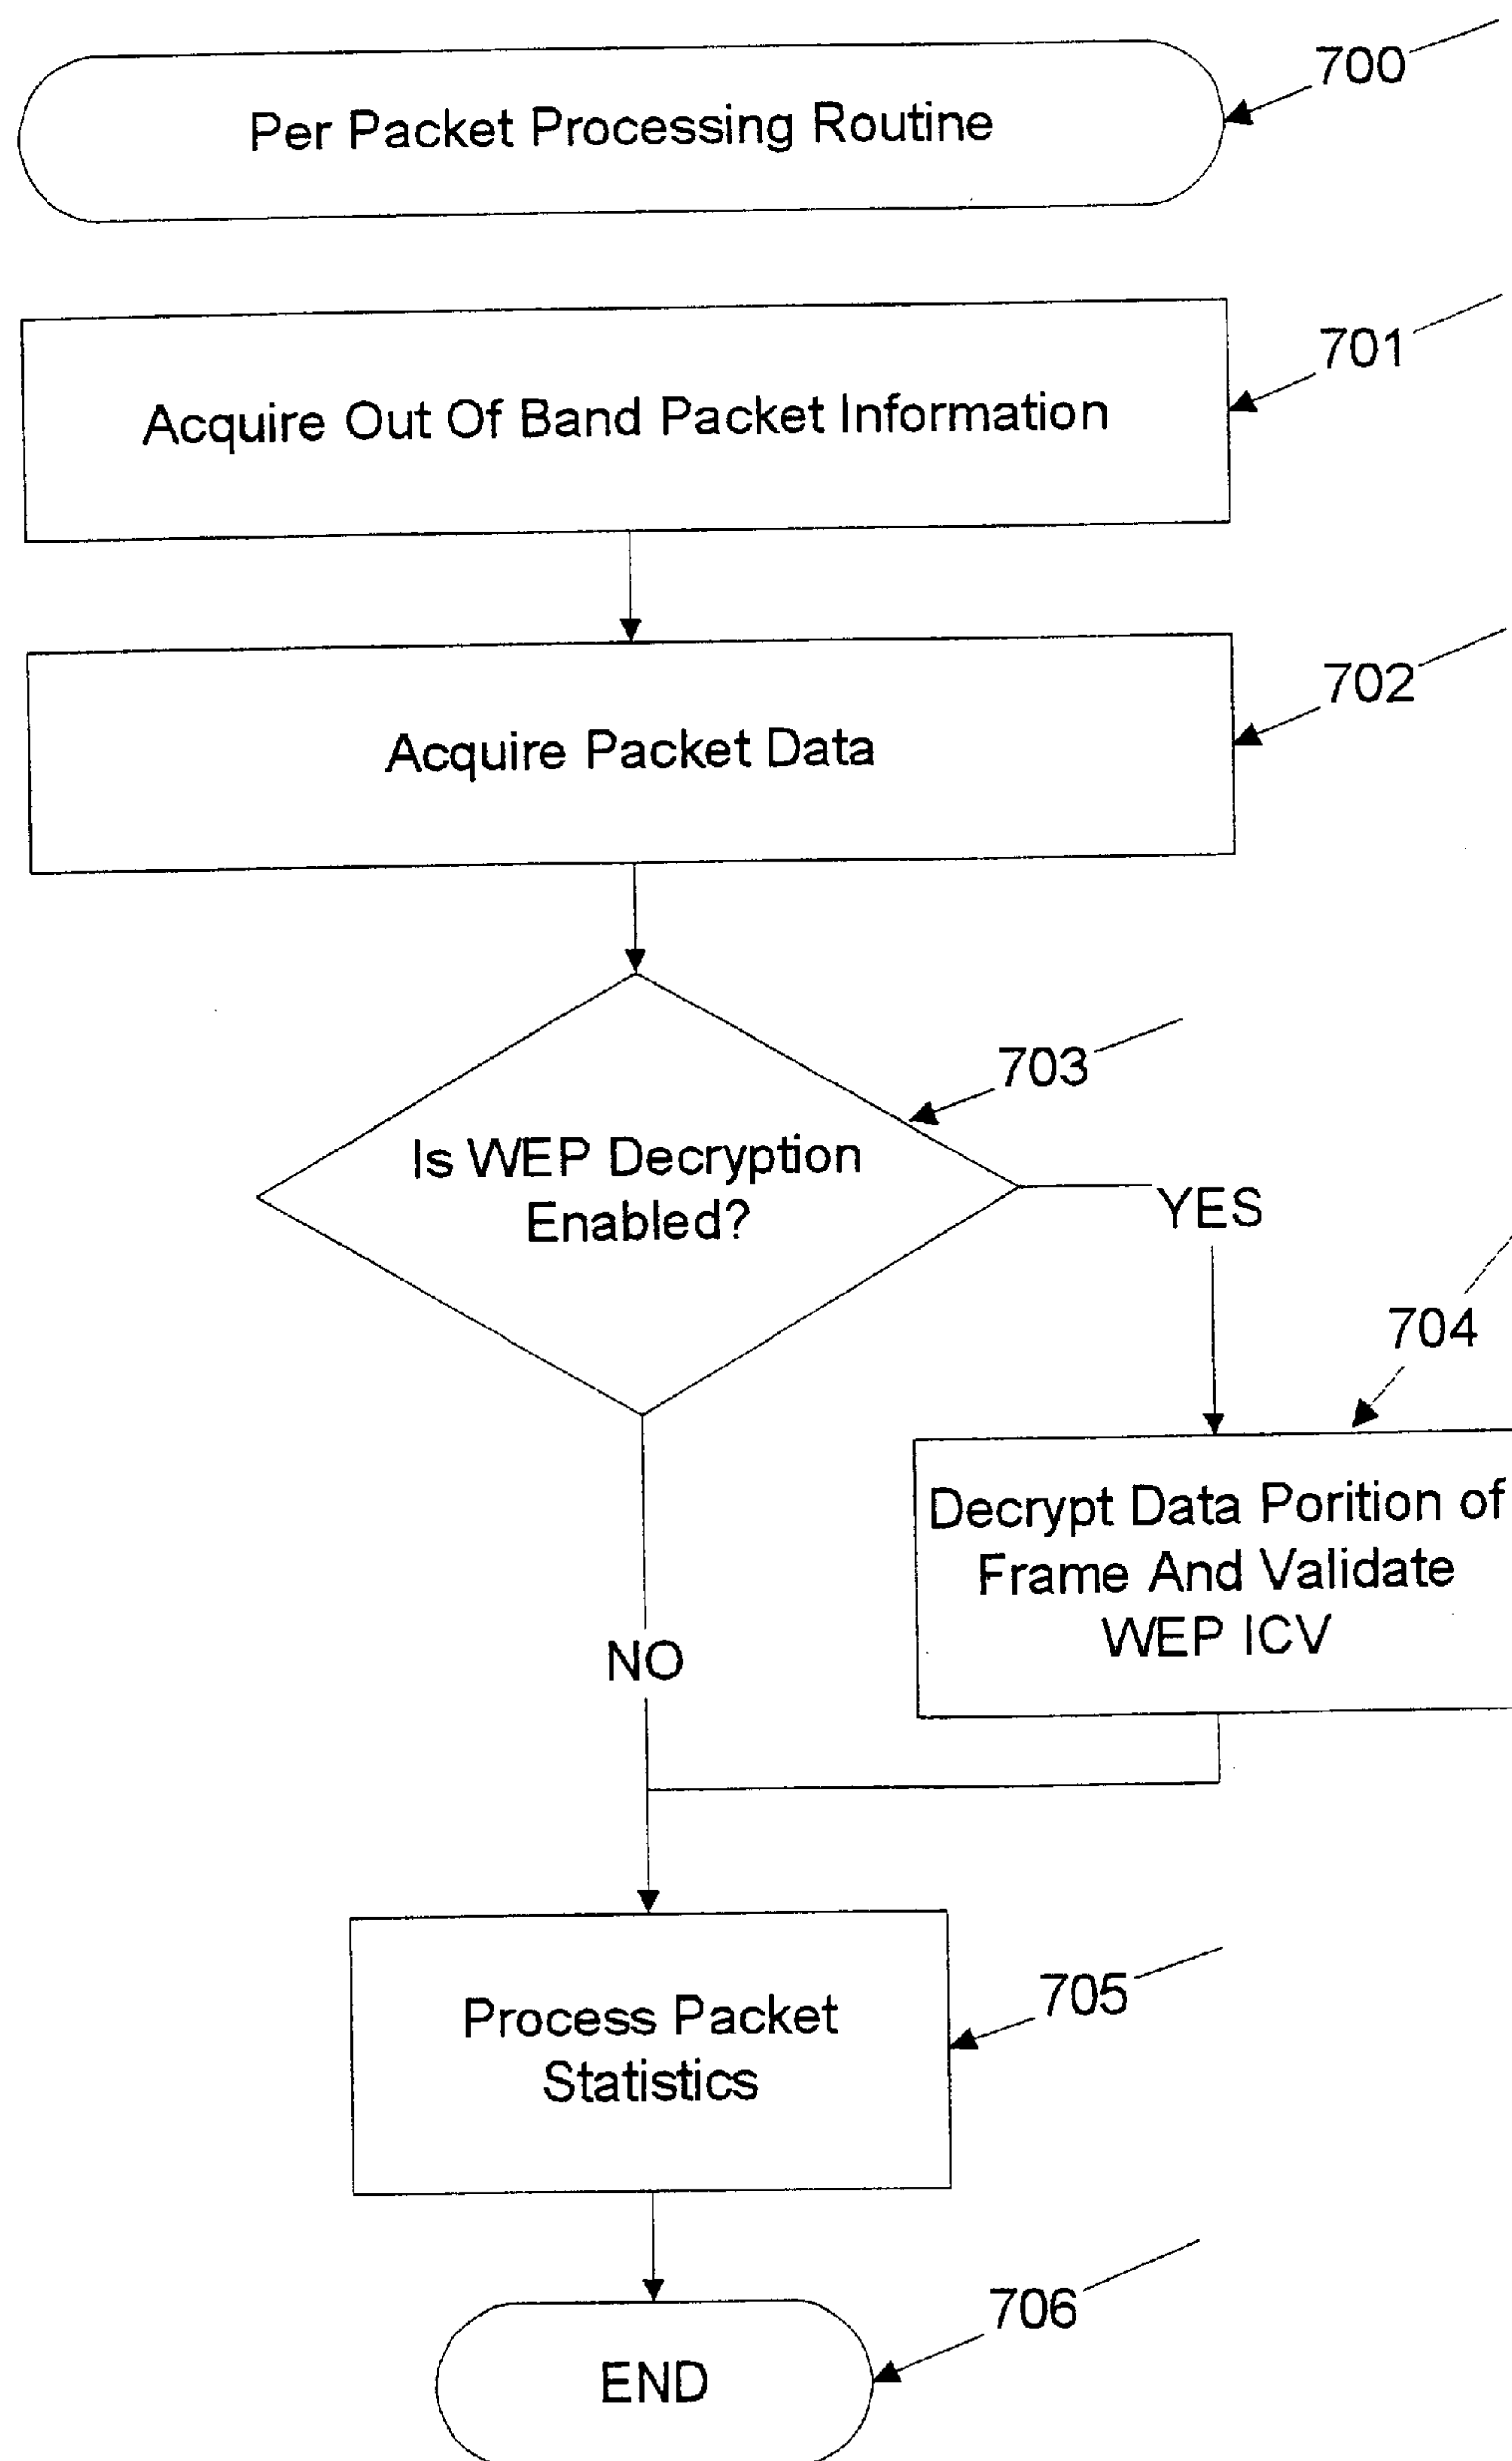 700
Per Packet Processing Routine
701
Acquire Out Of Band Packet Information
702
Acquire Packet Data
703
Is WEP Decryption
Enabled?
YES
704
Decrypt Data Porition of
Frame And Validate
WEP ICV
NO
705
Process Packet
Statistics
706
END